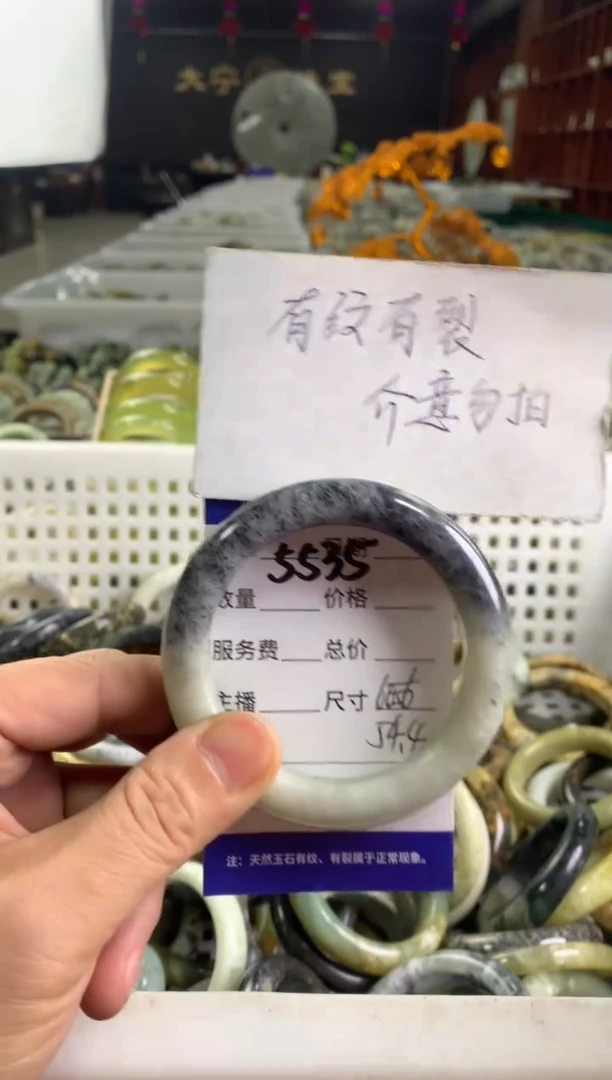 有纹有裂
介意勿拍
5535
数量 价格
服务费 总价
主播 尺寸
54.4
注:天然玉石有纹、有裂属于正常现象。